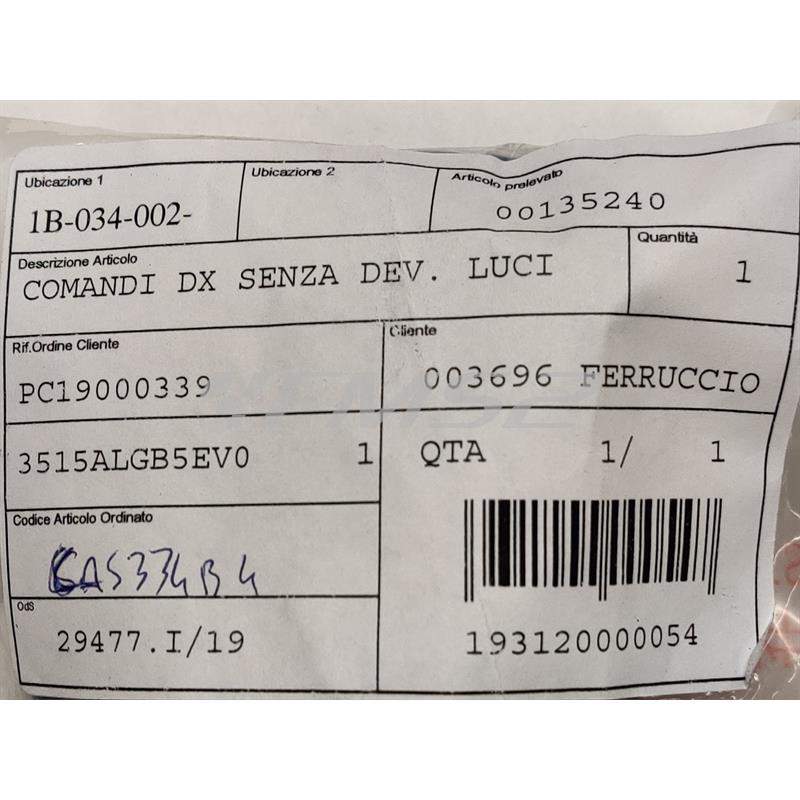 Ubicazione 1
1B-034-002-
Ubicazione 2
Articolo prelevato
00135240
Descrizione Articolo
COMANDI DX SENZA DEV. LUCI
Quantità
1
Rif.Ordine Cliente
PC19000339
Cliente
003696 FERRUCCIO
3515ALGB5EV0 1
QTA 1/ 1
Codice Articolo Ordinato
OdS
29477.I/19
193120000054